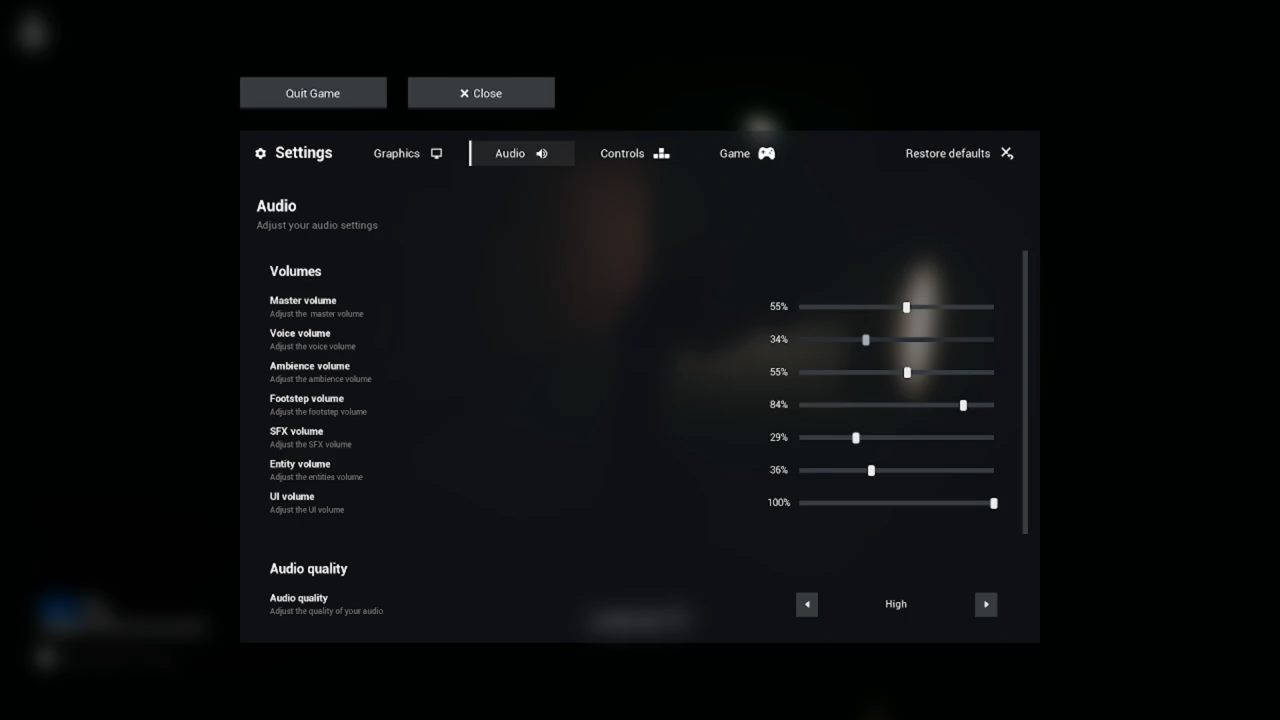 Quit Game
Close
Settings
Graphics
Audio
Controls
Game
Restore defaults
Audio
Adjust your audio settings
Volumes
Master volume
55%
Adjust the master volume
Voice volume
34%
Adjust the voice volume
Ambience volume
55%
Adjust the ambience volume
Footstep volume
84%
Adjust the footstep volume
SFX volume
29%
Adjust the SFX volume
Entity volume
36%
Adjust the entities volume
UI volume
100%
Adjust the UI volume
Audio quality
Audio quality
High
Adjust the quality of your audio